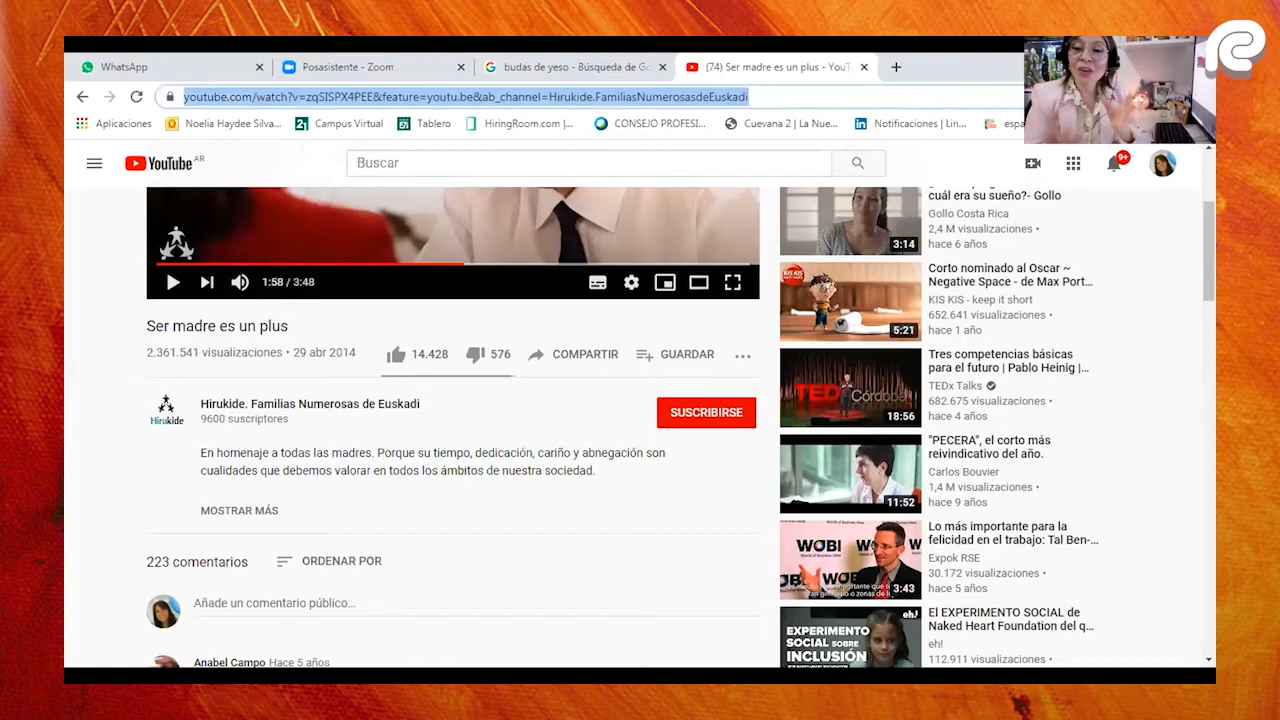 WhatsApp
Posasistente - Zoom
budas de yeso - Búsqueda de Go
(74) Ser madre es un plus - YouT
youtube.com/watch?v=zqSISPX4PEE&feature=youtu.be&ab_channel=Hirukide.FamiliasNumerosasdeEuskadi
Aplicaciones
Noelia Haydee Silva...
Campus Virtual
Tablero
HiringRoom.com |...
CONSEJO PROFESI...
Cuevana 2 | La Nue...
Notificaciones | Lin...
espa
YouTube AR
Buscar
9+
1:58 / 3:48
Ser madre es un plus
2.361.541 visualizaciones • 29 abr 2014
14.428
576
COMPARTIR
GUARDAR
Hirukide
Hirukide. Familias Numerosas de Euskadi
9600 suscriptores
SUSCRIBIRSE
En homenaje a todas las madres. Porque su tiempo, dedicación, cariño y abnegación son
cualidades que debemos valorar en todos los ámbitos de nuestra sociedad.
MOSTRAR MÁS
223 comentarios
ORDENAR POR
Añade un comentario público...
Anabel Campo Hace 5 años
cuál era su sueño?- Gollo
Gollo Costa Rica
2,4 M visualizaciones •
hace 6 años
3:14
Corto nominado al Oscar ~
Negative Space - de Max Port...
KIS KIS - keep it short
652.641 visualizaciones •
hace 1 año
KIS KIS
5:21
Tres competencias básicas
para el futuro | Pablo Heinig |...
TEDx Talks
682.675 visualizaciones •
hace 4 años
TED
Córdoba
18:56
"PECERA", el corto más
reivindicativo del año.
Carlos Bouvier
1,4 M visualizaciones •
hace 9 años
11:52
Lo más importante para la
felicidad en el trabajo: Tal Ben-...
Expok RSE
30.172 visualizaciones •
hace 5 años
WOBI
3:43
El EXPERIMENTO SOCIAL de
Naked Heart Foundation del q...
eh!
112.911 visualizaciones •
eh!
EXPERIMENTO
SOCIAL SOBRE
INCLUSIÓN